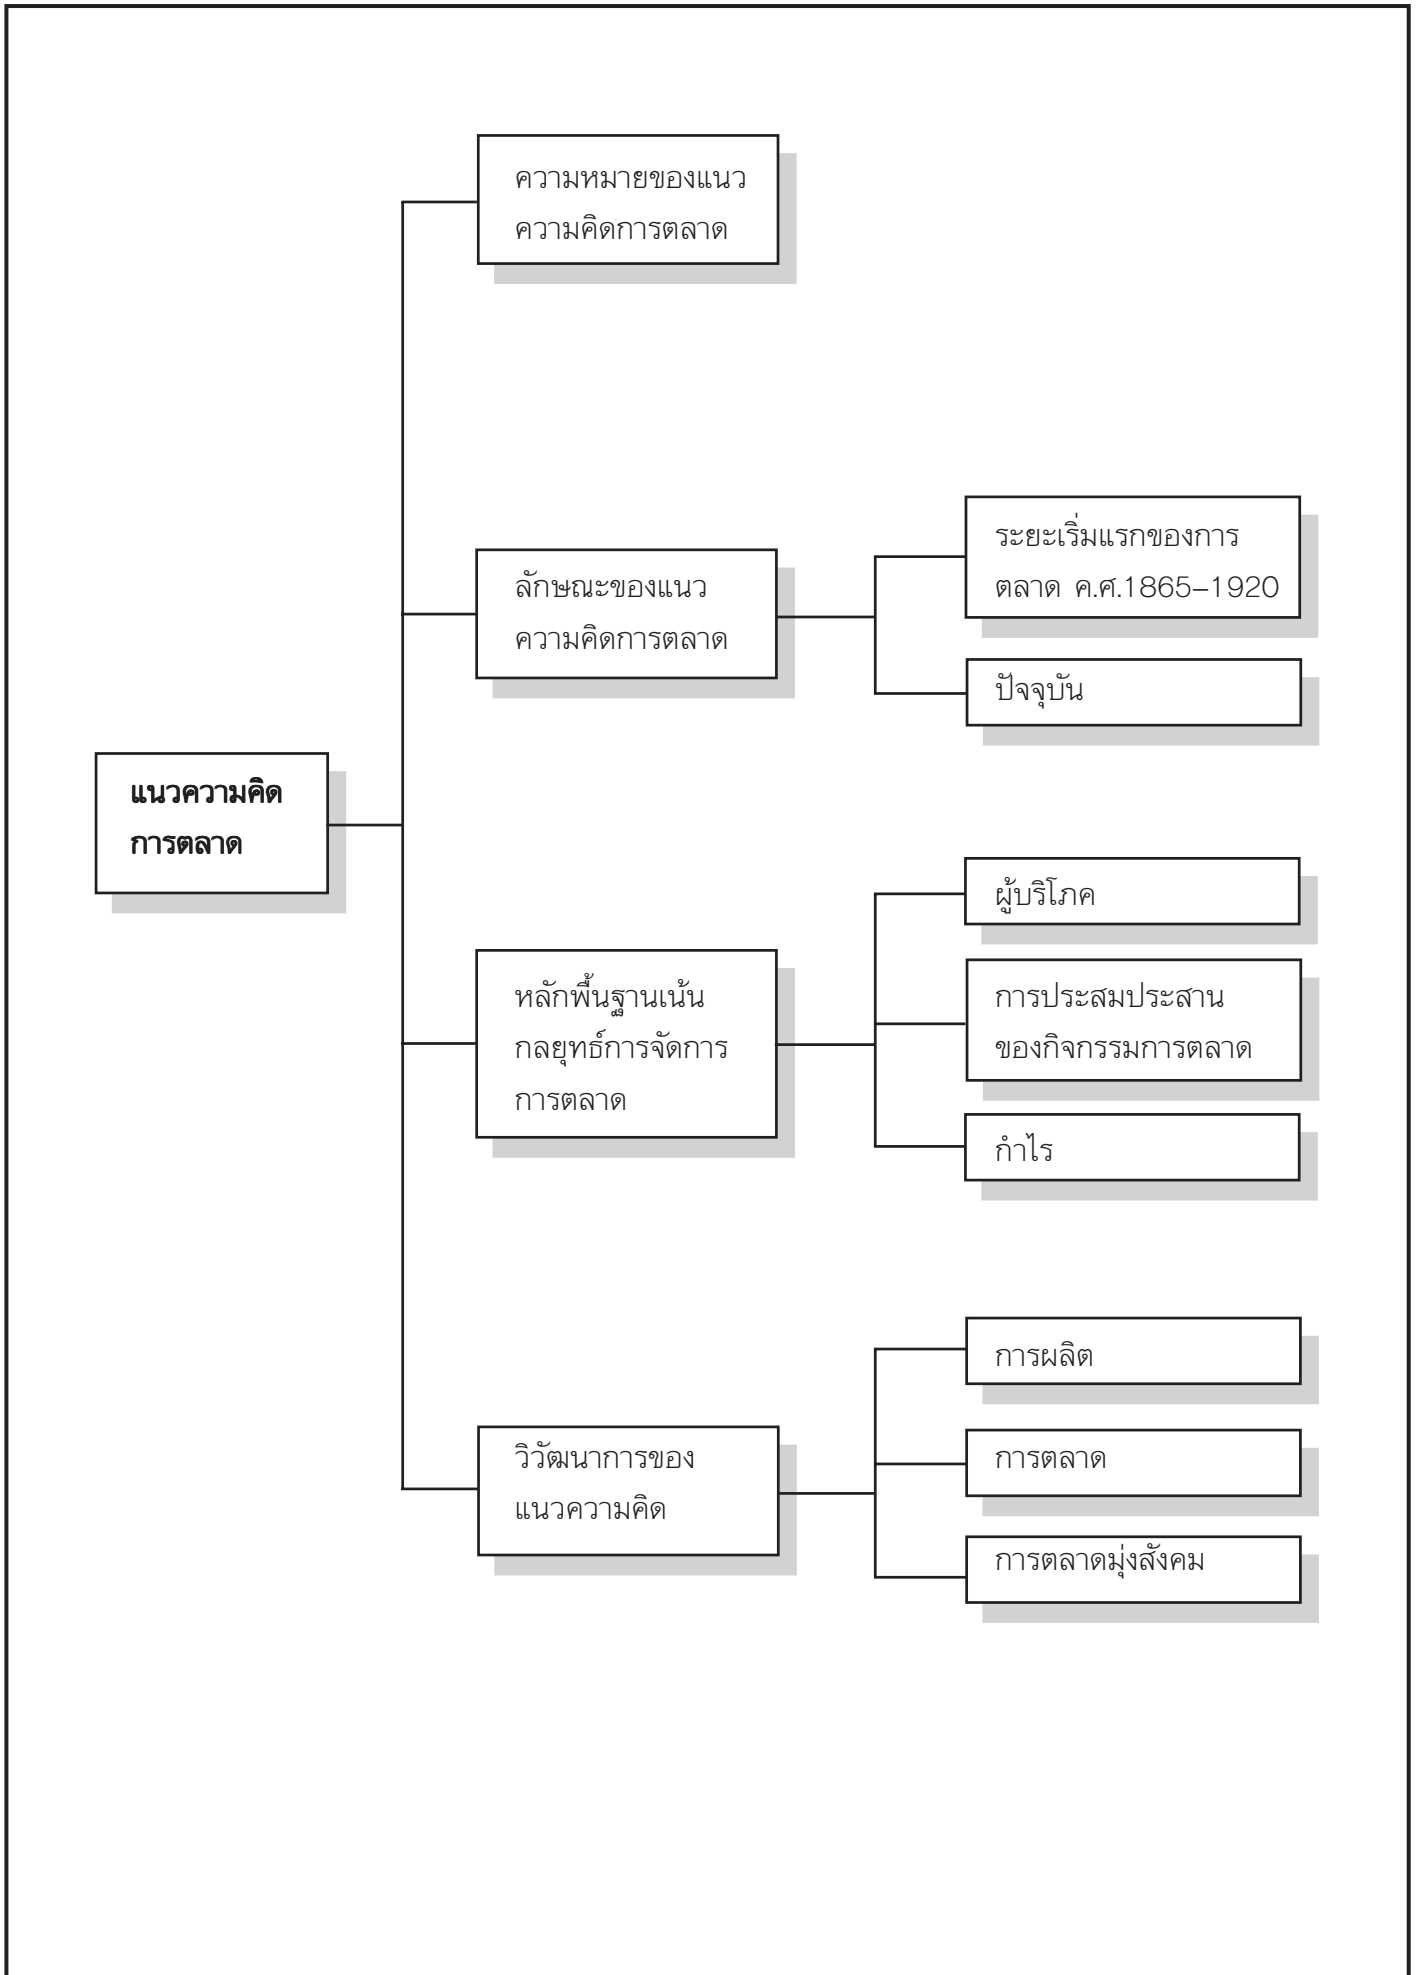 ความหมายของแนว
ความคิดการตลาด
ลักษณะของแนว
ความคิดการตลาด
ระยะเริ่มแรกของการ
ตลาด ค.ศ.1865–1920
ปัจจุบัน
แนวความคิด
การตลาด
หลักพื้นฐานเน้น
กลยุทธ์การจัดการ
การตลาด
ผู้บริโภค
การประสมประสาน
ของกิจกรรมการตลาด
กำไร
วิวัฒนาการของ
แนวความคิด
การผลิต
การตลาด
การตลาดมุ่งสังคม